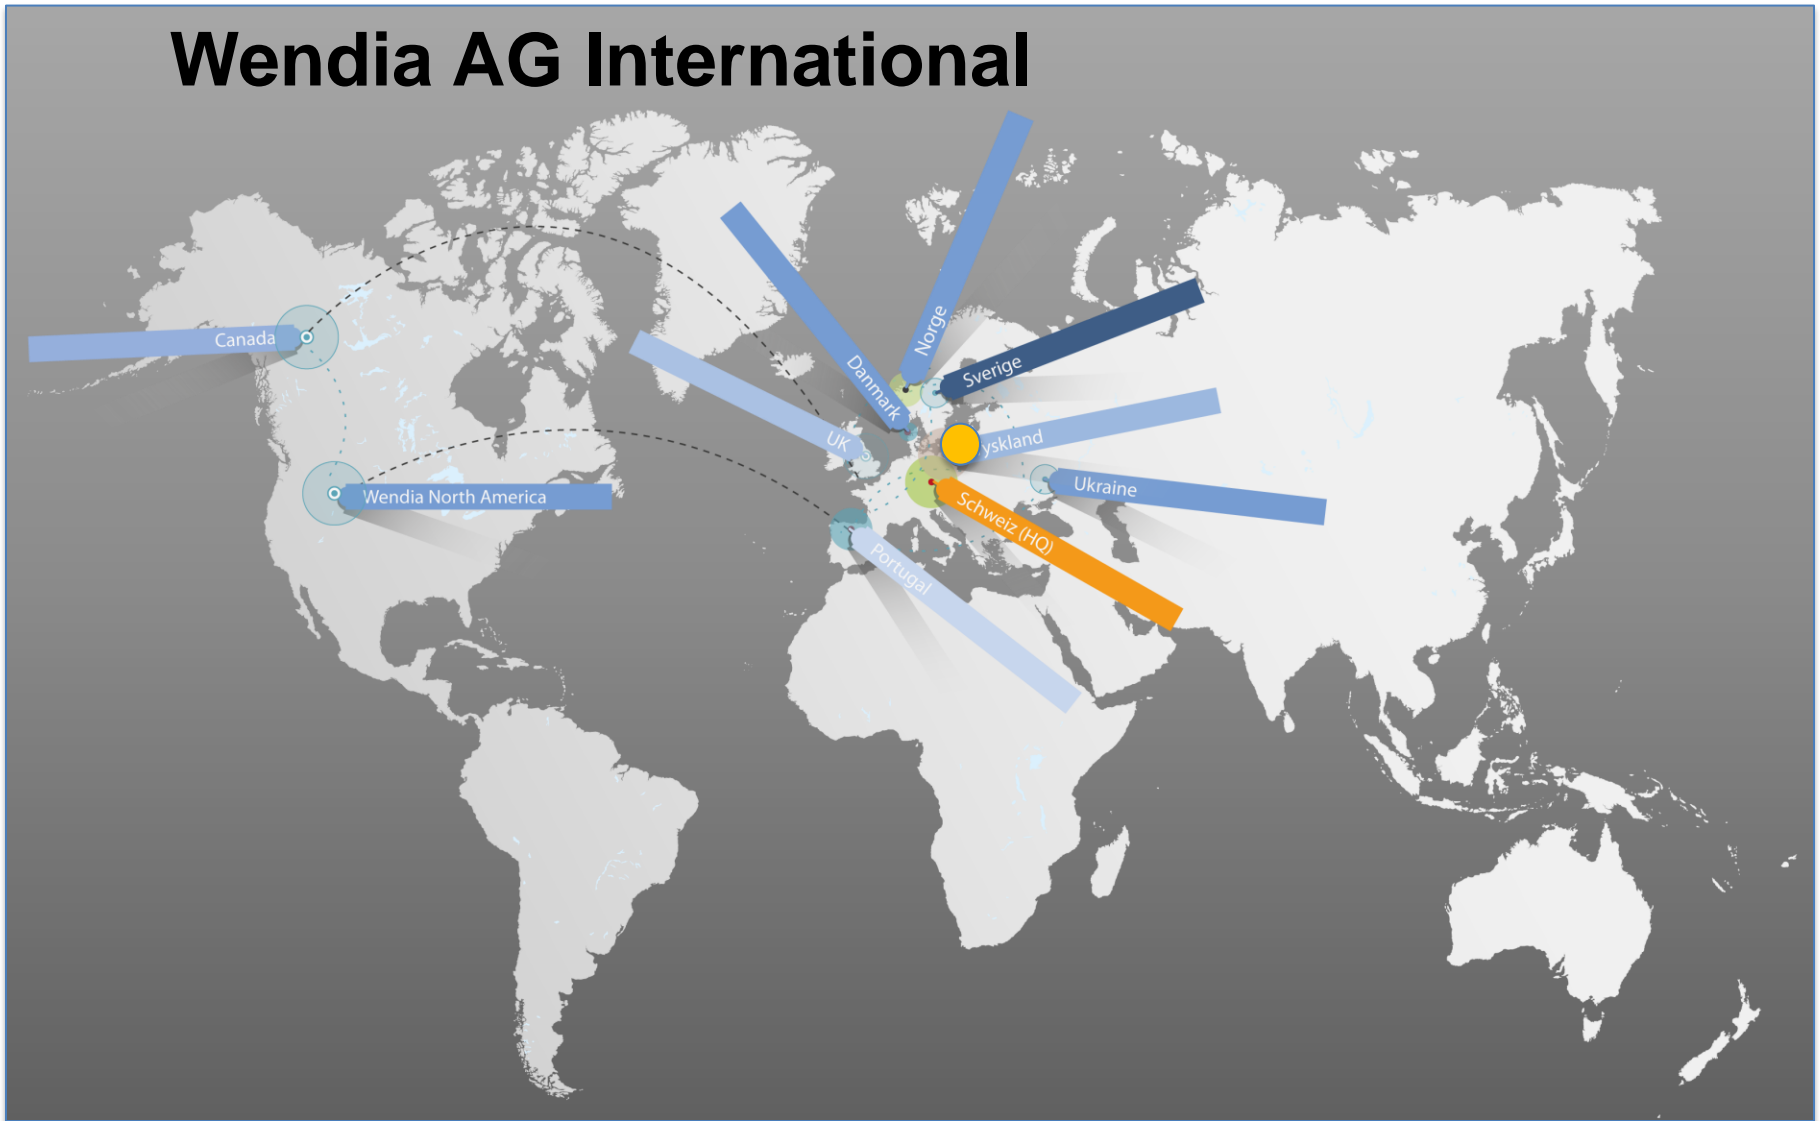 Wendia AG International
Norge
Danmark
Sverige
Canada
UK
yskland
Ukraine
Wendia North America
Schweiz (HQ)
Portugal